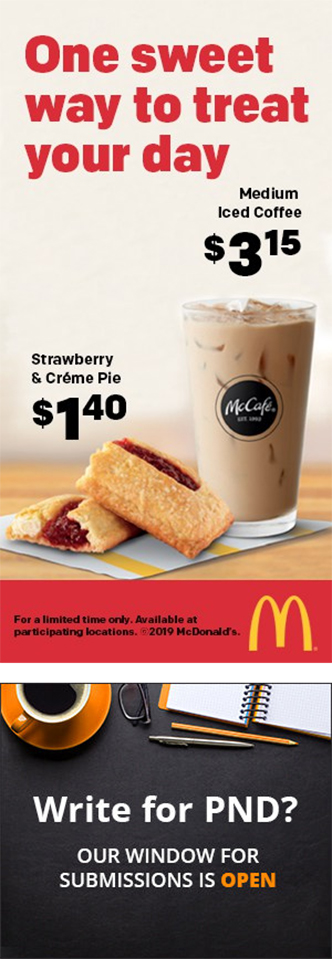 One sweet
way to treat
your day
Medium
Iced Coffee
$3.15
Strawberry
& Créme Pie
$1.40
McCafé
EST. 1993
For a limited time only. Available at
participating locations. ©2019 McDonald's.
Write for PND?
OUR WINDOW FOR
SUBMISSIONS IS OPEN